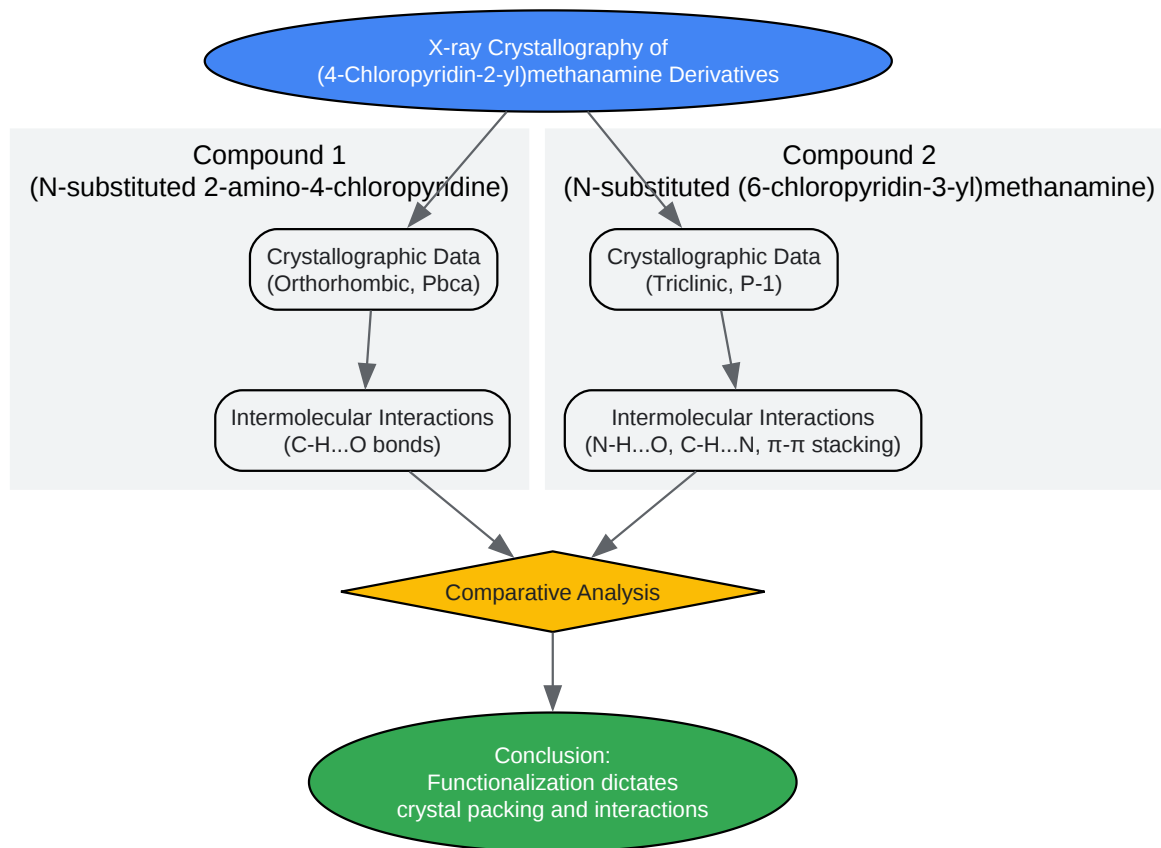 X-ray Crystallography of
(4-Chloropyridin-2-yl)methanamine Derivatives
Compound 1
(N-substituted 2-amino-4-chloropyridine)
Crystallographic Data
(Orthorhombic, Pbca)
Intermolecular Interactions
(C-H...O bonds)
Compound 2
(N-substituted (6-chloropyridin-3-yl)methanamine)
Crystallographic Data
(Triclinic, P-1)
Intermolecular Interactions
(N-H...O, C-H...N, π-π stacking)
Comparative Analysis
Conclusion:
Functionalization dictates
crystal packing and interactions